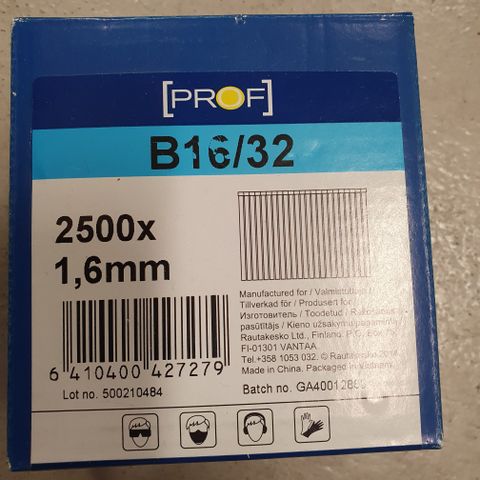 [PROF]
B16/32
2500x
1,6mm
Manufactured for / Valmistuttaja /
Tillverkad för / Produsert for /
Изготовитель / Toodetud / Ražošanas
pasūtītājs / Kieno užsakymu pagaminta
Rautakesko Ltd, Finland. P.O. Box 75,
FI-01301 VANTAA
Tel.+358 1053 032. © Rautakesko
Made in China. Packaged in Vietnam.
6 410400 427279
Lot no. 500210484
Batch no. GA40012